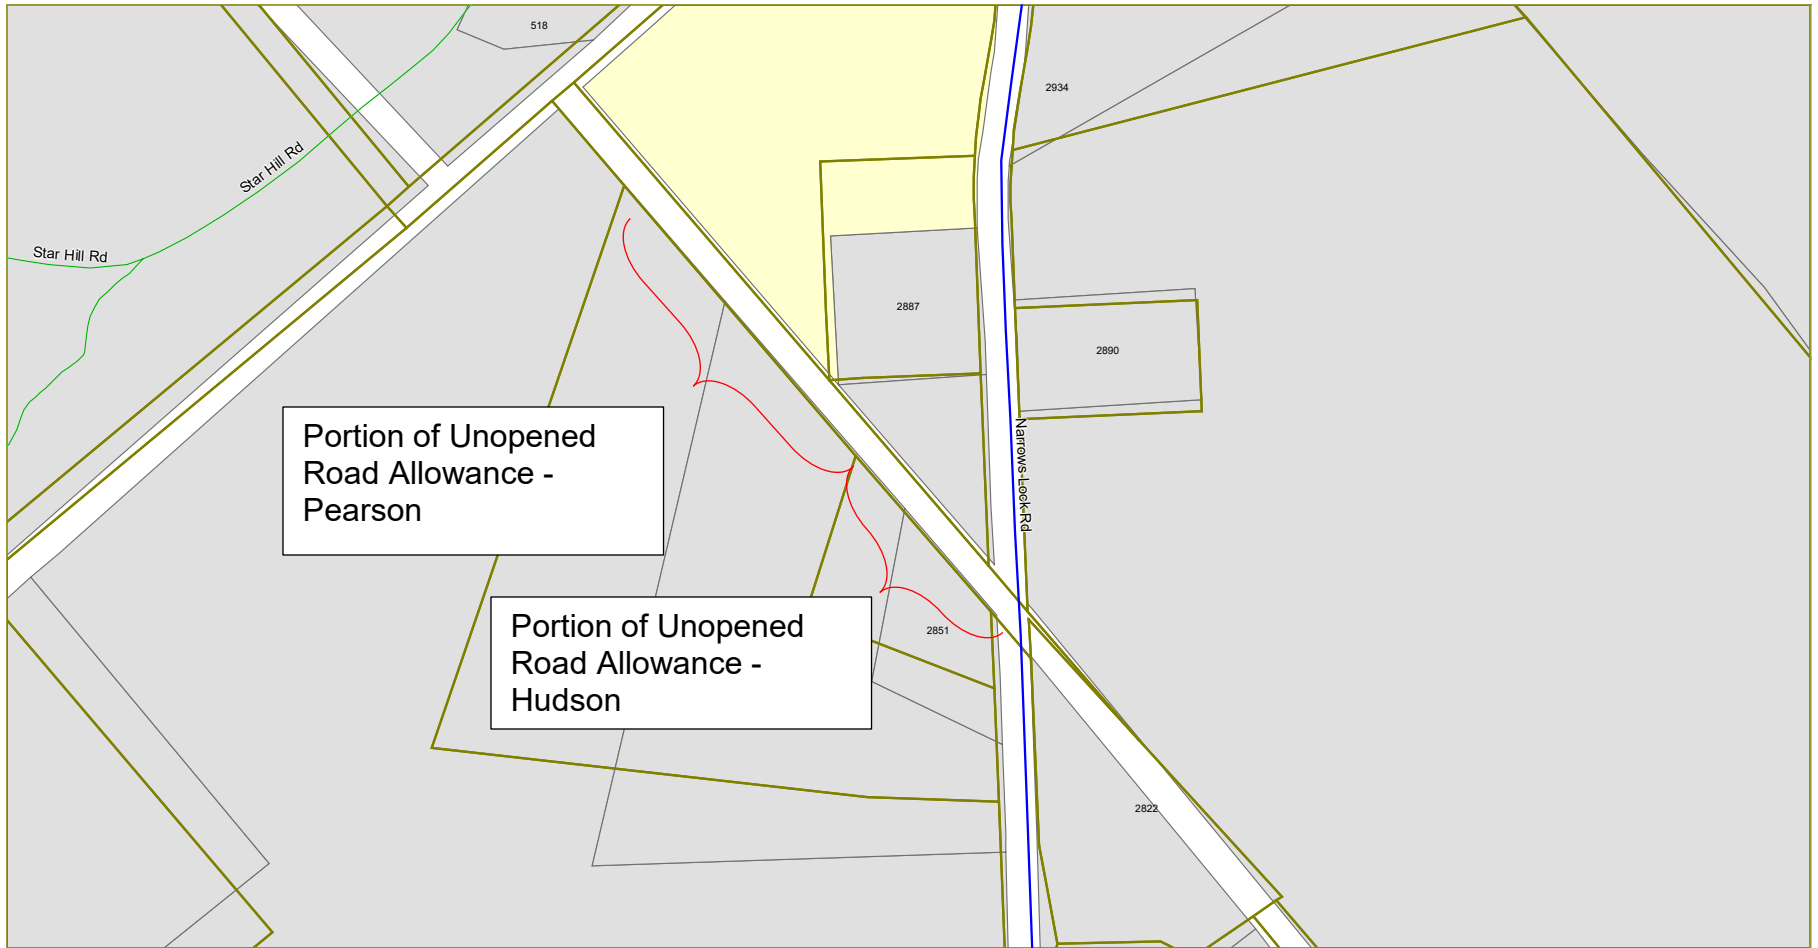 518
2934
Star Hill Rd
Star Hill Rd
2887
2890
Portion of Unopened
Road Allowance -
Pearson
Narrows Lock Rd
Portion of Unopened
Road Allowance -
Hudson
2851
2822